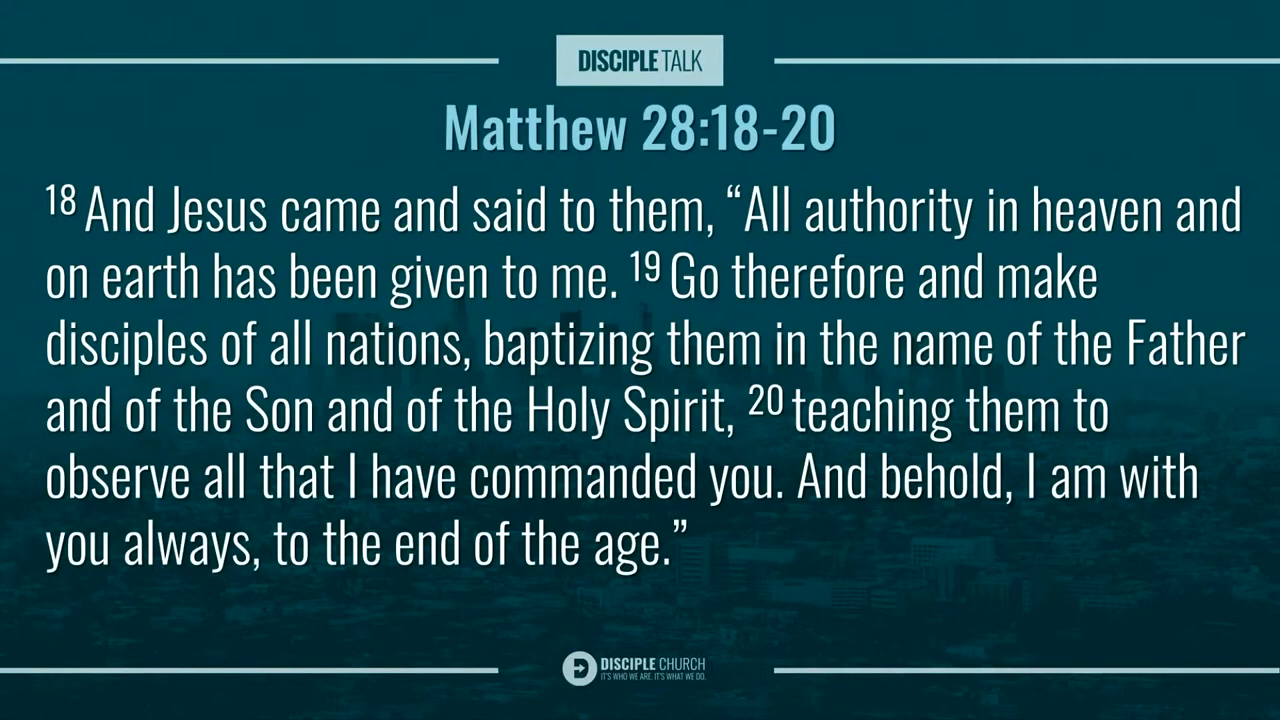 DISCIPLE TALK
Matthew 28:18-20
18 And Jesus came and said to them, “All authority in heaven and
on earth has been given to me. 19 Go therefore and make
disciples of all nations, baptizing them in the name of the Father
and of the Son and of the Holy Spirit, 20 teaching them to
observe all that I have commanded you. And behold, I am with
you always, to the end of the age.”
DISCIPLE CHURCH
IT'S WHO WE ARE. IT'S WHAT WE DO.